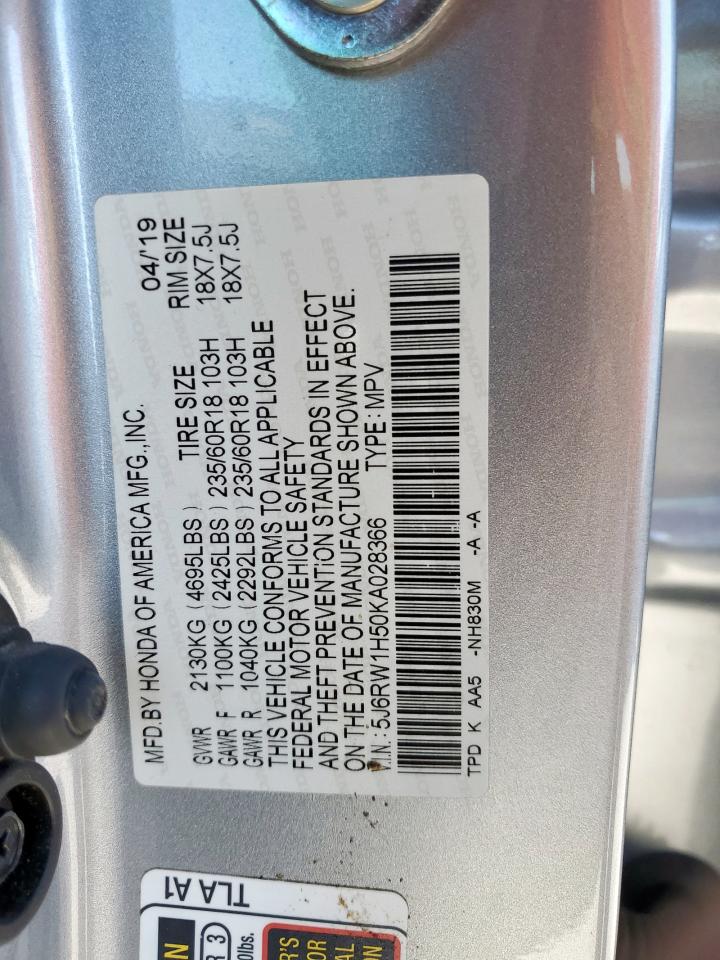 MFD. BY HONDA OF AMERICA MFG., INC. 04/'19
GVWR 2130KG (4695LBS) TIRE SIZE RIM SIZE
GAWR F 1100KG (2425LBS) 235/60R18 103H 18X7.5J
GAWR R 1040KG (2292LBS) 235/60R18 103H 18X7.5J
THIS VEHICLE CONFORMS TO ALL APPLICABLE
FEDERAL MOTOR VEHICLE SAFETY
AND THEFT PREVENTION STANDARDS IN EFFECT
ON THE DATE OF MANUFACTURE SHOWN ABOVE.
V.I.N.: 5J6RW1H50KA028366 TYPE: MPV
TPD K AA5 -NH830M -A -A
TLA A1